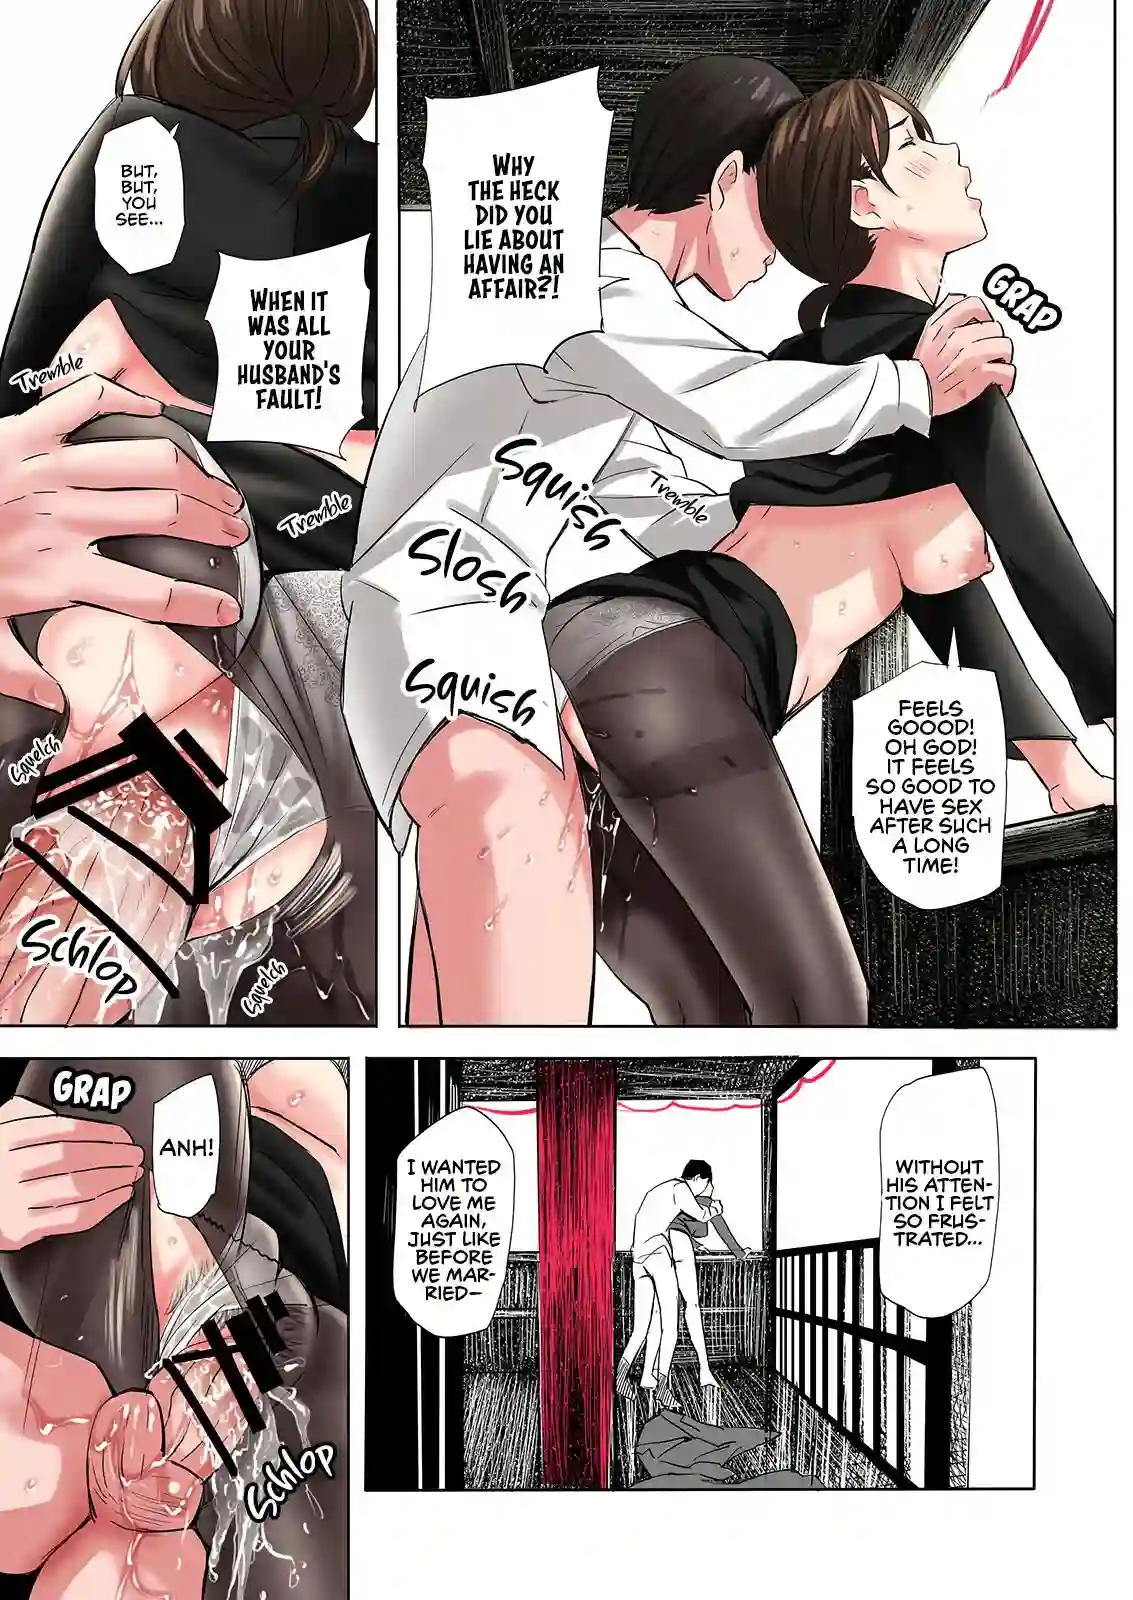 WHY
THE HECK
DID YOU
LIE ABOUT
HAVING AN
AFFAIR?!
GRAP
Squish
Slosh
Squish
Tremble
FEELS
GOOOD!
OH GOD!
IT FEELS
SO GOOD TO
HAVE SEX
AFTER SUCH
A LONG
TIME!
BUT,
BUT,
YOU
SEE...
WHEN IT
WAS ALL
YOUR
HUSBAND'S
FAULT!
Tremble
Tremble
Squelch
Schlop
Squelch
WITHOUT
HIS ATTEN-
TION I FELT
SO FRUS-
TRATED...
I WANTED
HIM TO
LOVE ME
AGAIN,
JUST LIKE
BEFORE
WE MAR-
RIED–
GRAP
ANH!
Schlop